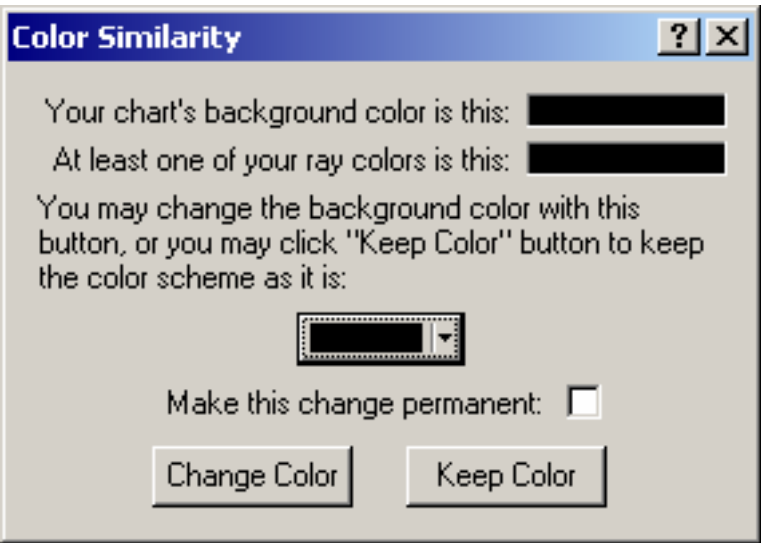 Color Similarity
Your chart's background color is this:
At least one of your ray colors is this:
You may change the background color with this
button, or you may click "Keep Color" button to keep
the color scheme as it is:
Make this change permanent:
Change Color
Keep Color